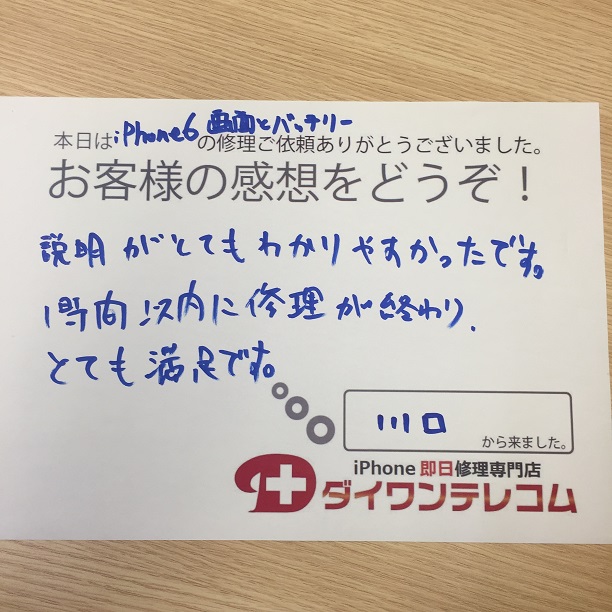 本日はiPhone6 画面とバッテリーの修理ご依頼ありがとうございました。
お客様の感想をどうぞ！
説明がとてもわかりやすかったです。
1時間以内に修理が終わり、
とても満足です。
川口
から来ました。
iPhone 即日修理専門店
ダイワンテレコム